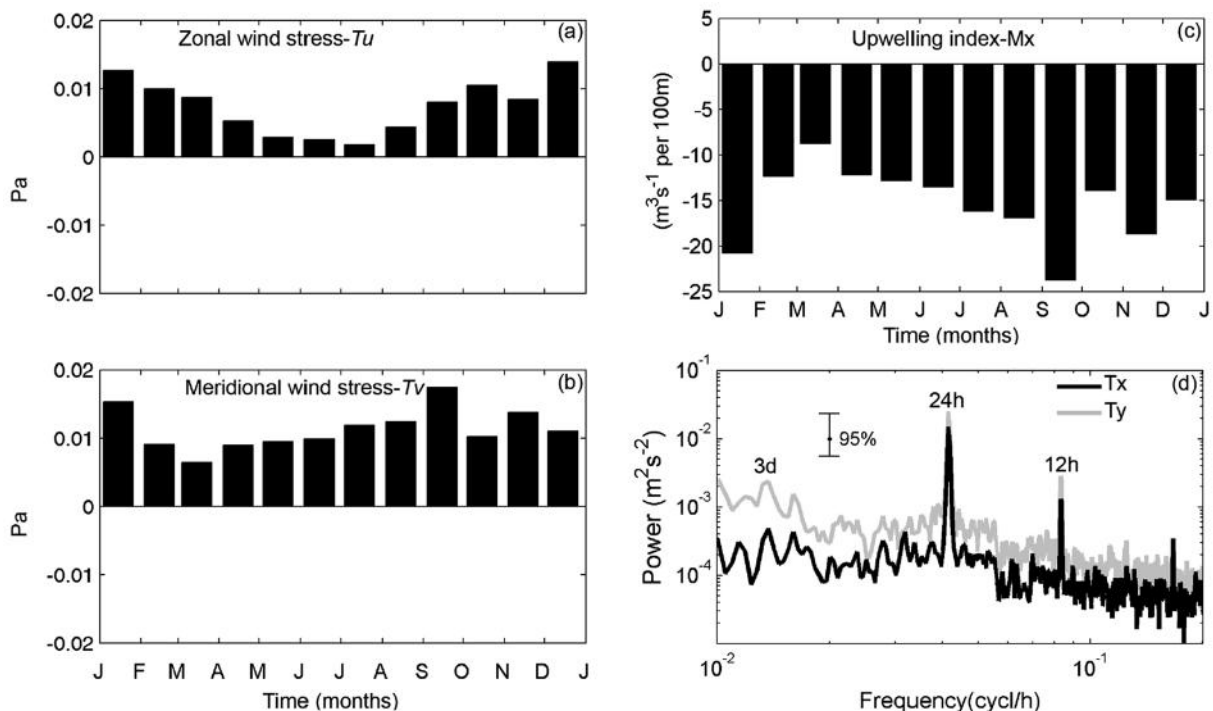 0.02
0.01
0
-0.01
-0.02
Pa
Zonal wind stress-Tu
(a)
0.02
0.01
0
-0.01
-0.02
Pa
Meridional wind stress-Tv
(b)
J F M A M J J A S O N D J
Time (months)
5
0
-5
-10
-15
-20
-25
(m³s⁻¹ per 100m)
Upwelling index-Mx
(c)
J F M A M J J A S O N D J
Time (months)
10⁻¹
10⁻²
10⁻³
10⁻⁴
Power (m²s⁻²)
3d
95%
24h
12h
Tx
Ty
(d)
10⁻² 10⁻¹
Frequency(cycl/h)